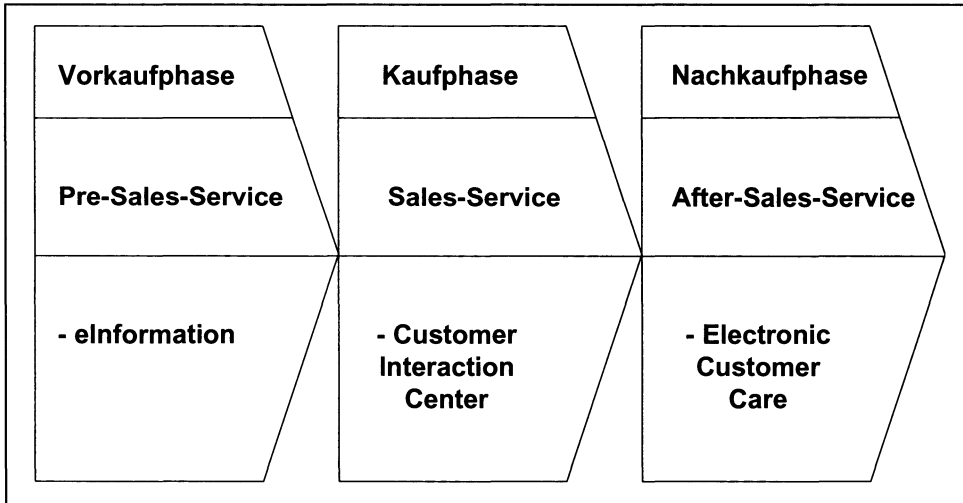 Vorkaufphase
Kaufphase
Nachkaufphase
Pre-Sales-Service
Sales-Service
After-Sales-Service
- eInformation
- Customer
Interaction
Center
- Electronic
Customer
Care